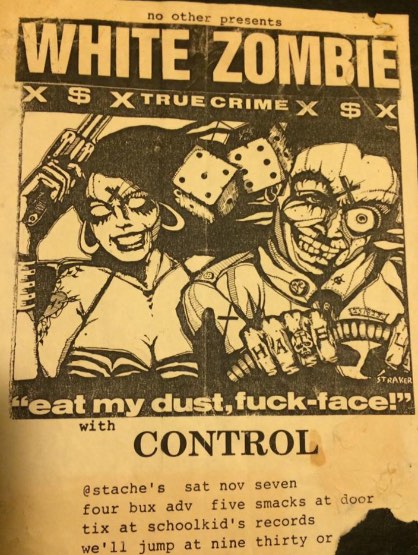 no other presents
WHITE ZOMBIE
X $ X TRUE CRIME X $ X
HATE
STRAKER
"eat my dust, fuck-face!"
with
CONTROL
@stache's sat nov seven
four bux adv five smacks at door
tix at schoolkid's records
we'll jump at nine thirty or